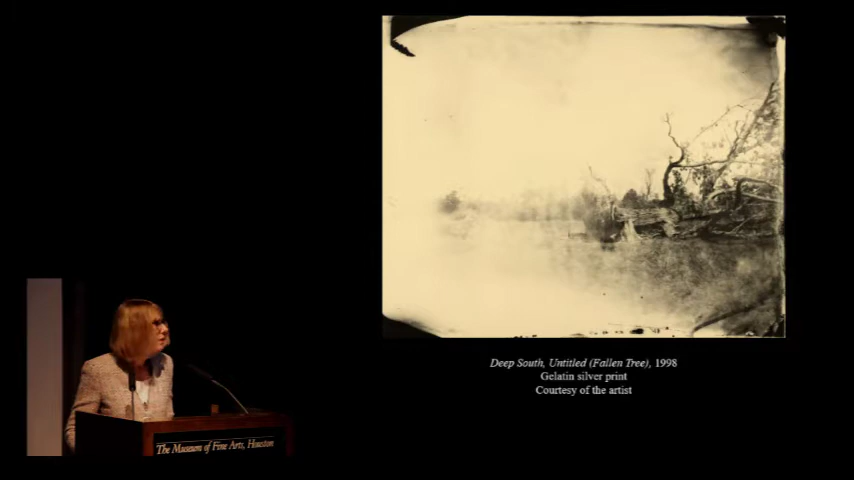 Deep South, Untitled (Fallen Tree), 1998
Gelatin silver print
Courtesy of the artist
The Museum of Fine Arts, Houston